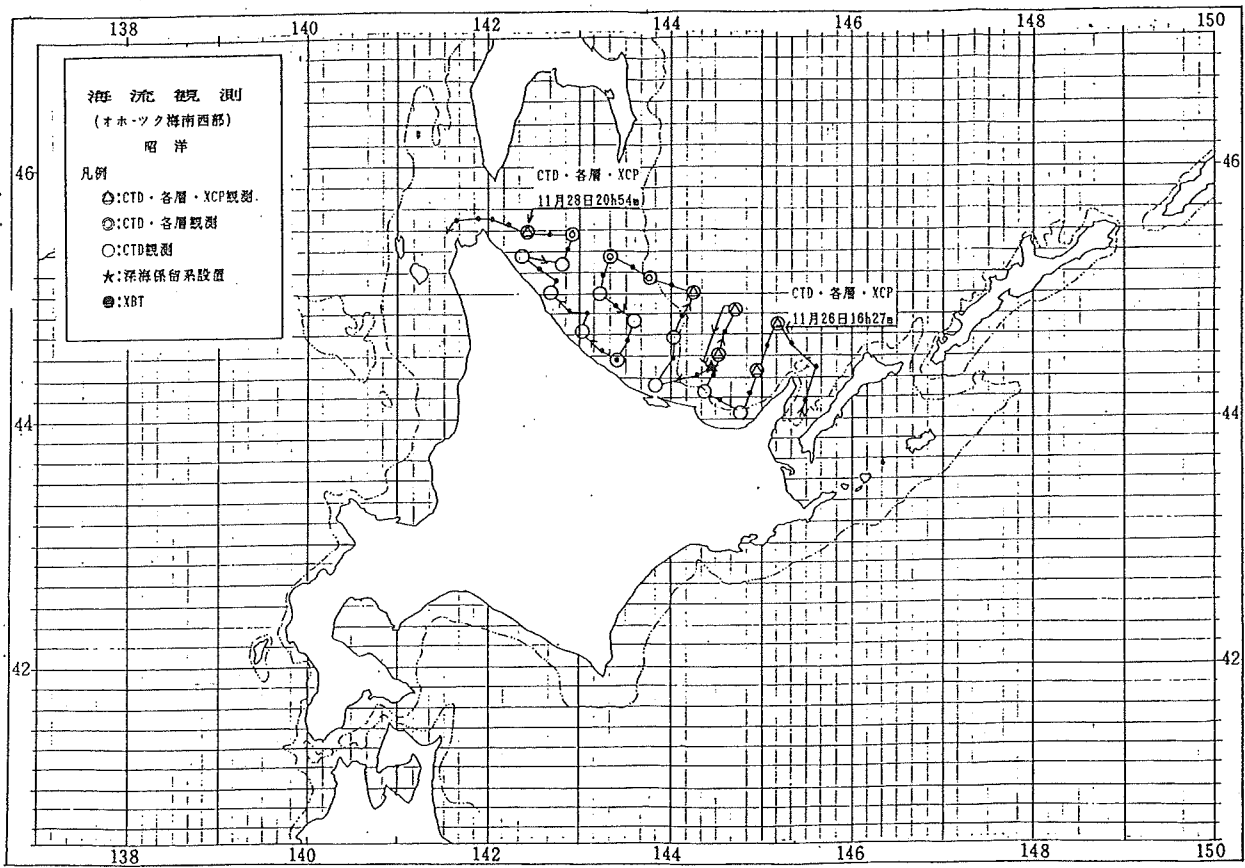 138 140 142 144 146 148 150
海流観測
(オホーツク海南西部)
昭洋
凡例
:CTD・各層・XCP観測.
◎:CTD・各層観測
○:CTD観測
★:深海係留系設置
●:XBT
46
46
CTD・各層・XCP
11月28日20h54m
CTD・各層・XCP
11月26日16h27m
44
44
42
42
138 140 142 144 146 148 150